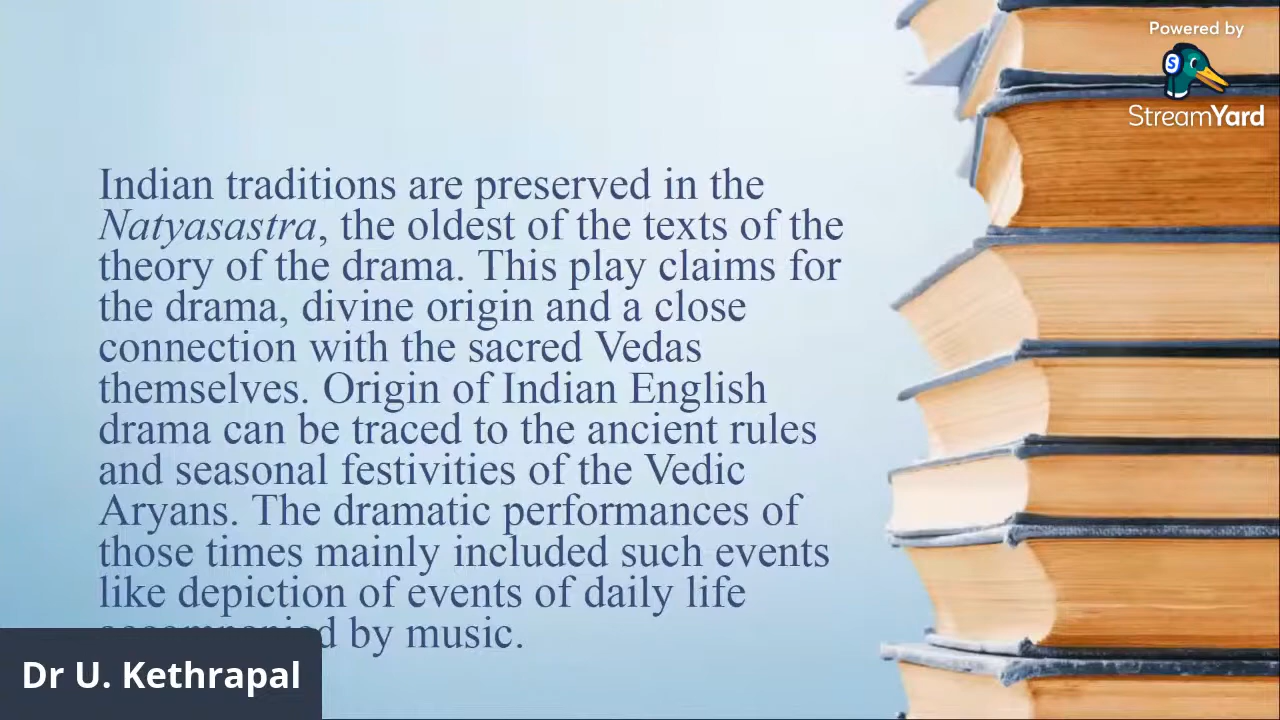 Powered by
StreamYard
Indian traditions are preserved in the
Natyasastra, the oldest of the texts of the
theory of the drama. This play claims for
the drama, divine origin and a close
connection with the sacred Vedas
themselves. Origin of Indian English
drama can be traced to the ancient rules
and seasonal festivities of the Vedic
Aryans. The dramatic performances of
those times mainly included such events
like depiction of events of daily life
by music.
Dr U. Kethrapal